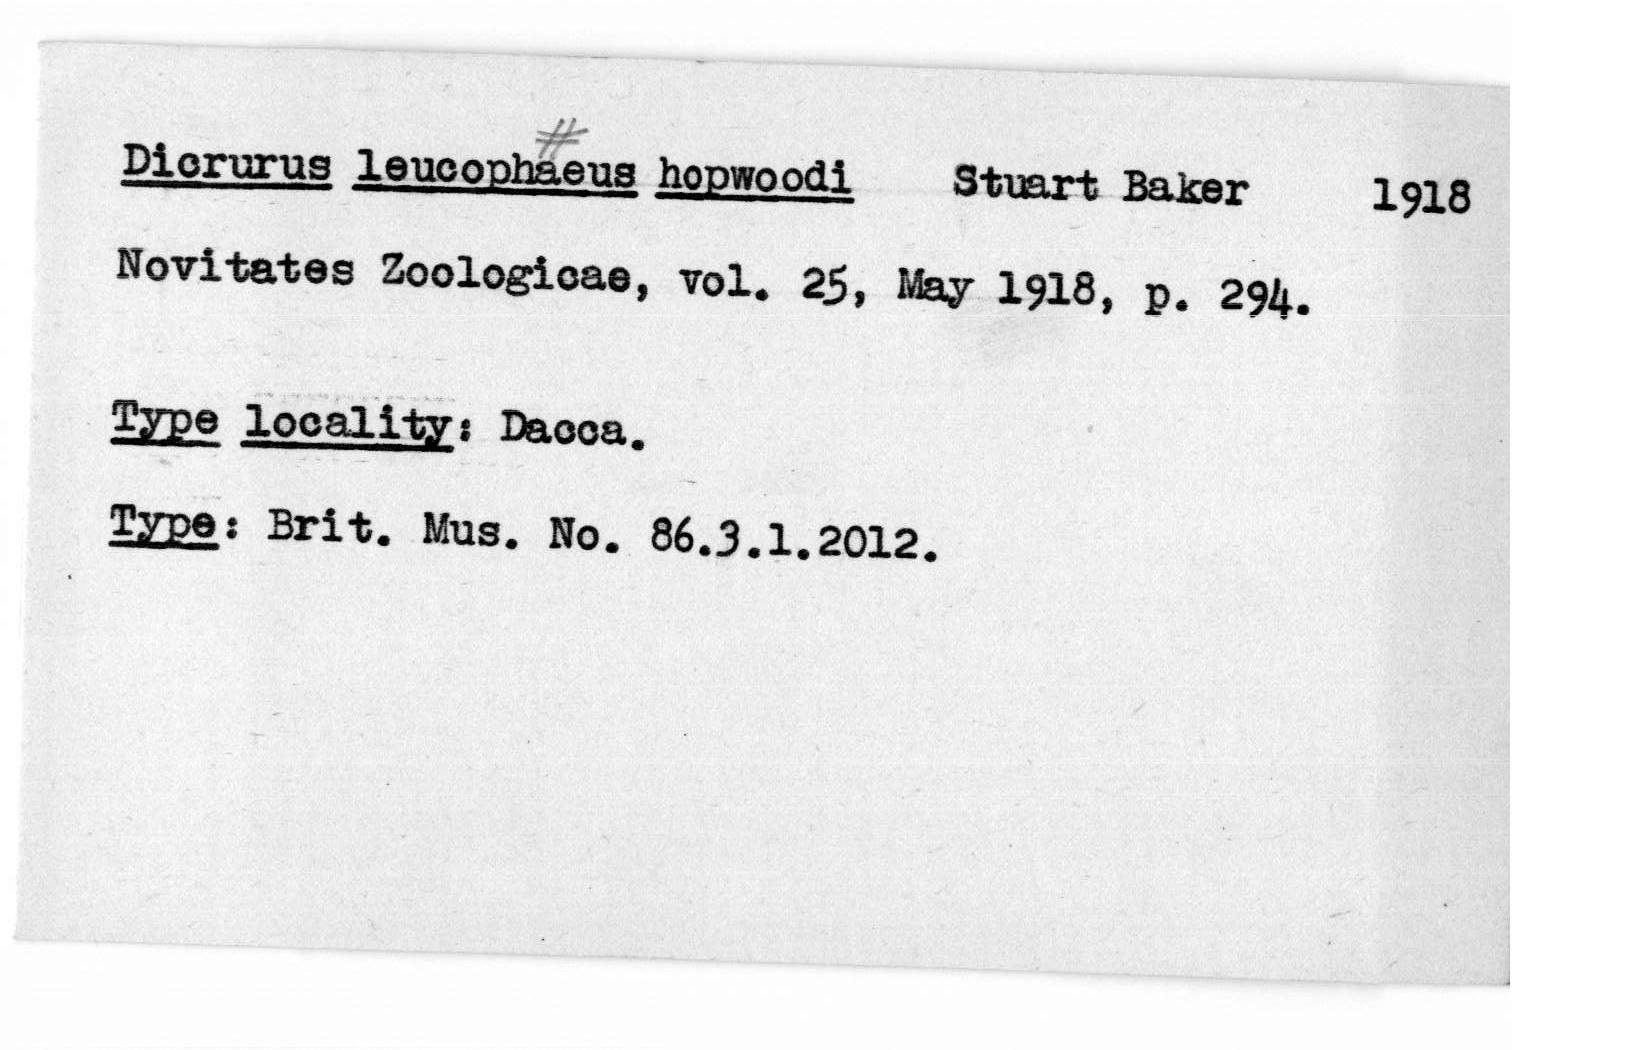 Dicrurus leucophaeus hopwoodi Stuart Baker 1918
Novitates Zoologicae, vol. 25, May 1918, p. 294.
Type locality: Dacca.
Type: Brit. Mus. No. 86.3.1.2012.